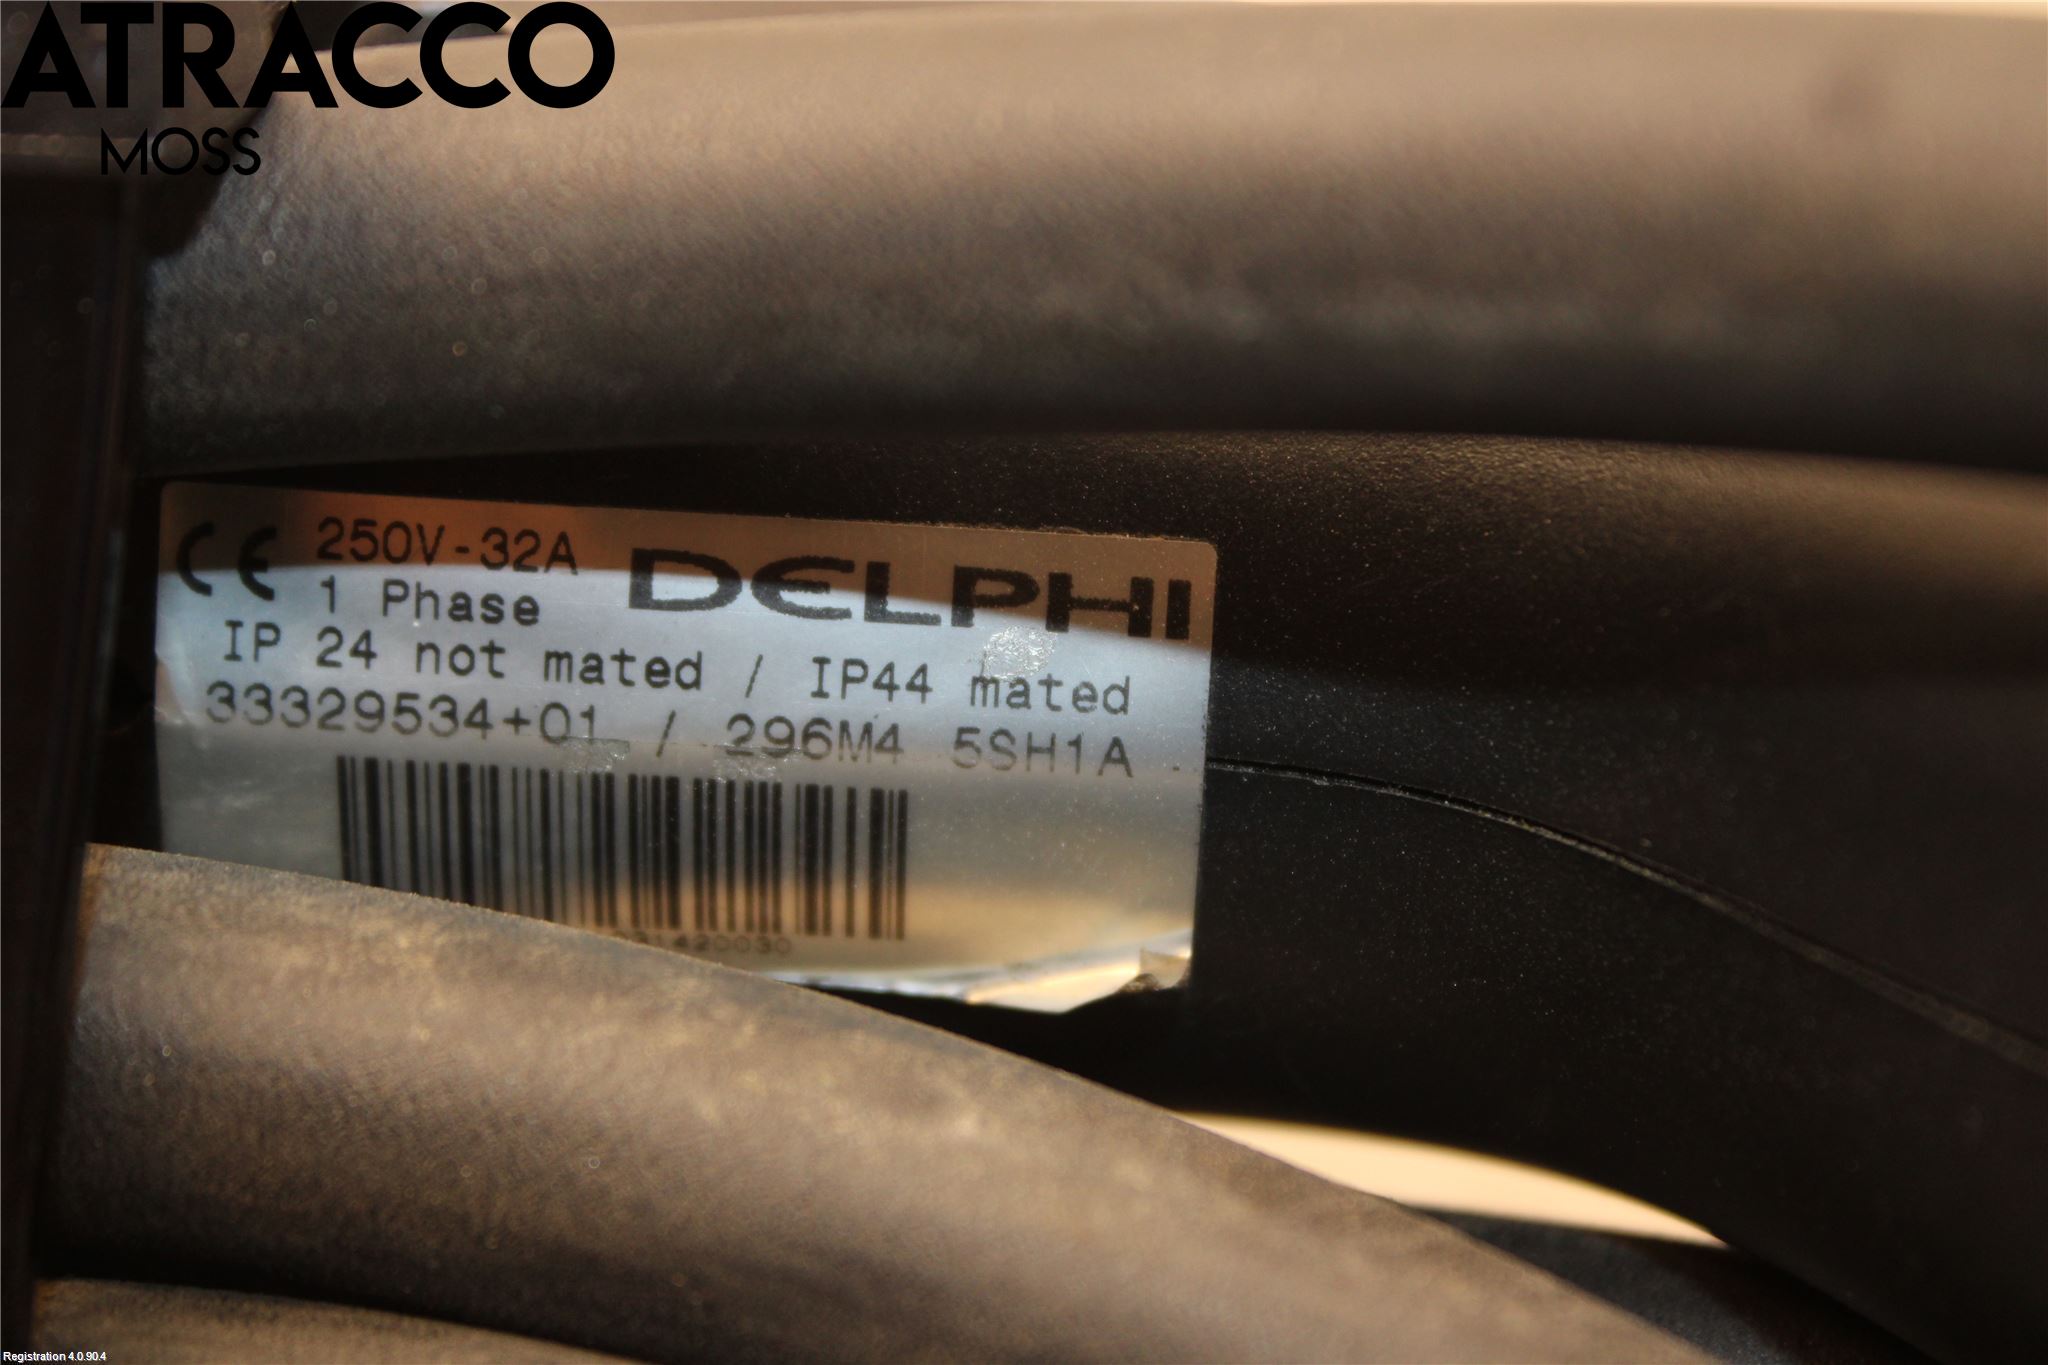 ATRACCO
MOSS
CE 250V-32A DELPHI
1 Phase
IP 24 not mated / IP44 mated
33329534+01 / 296M4 5SH1A
31420030
Registration 4.0.90.4